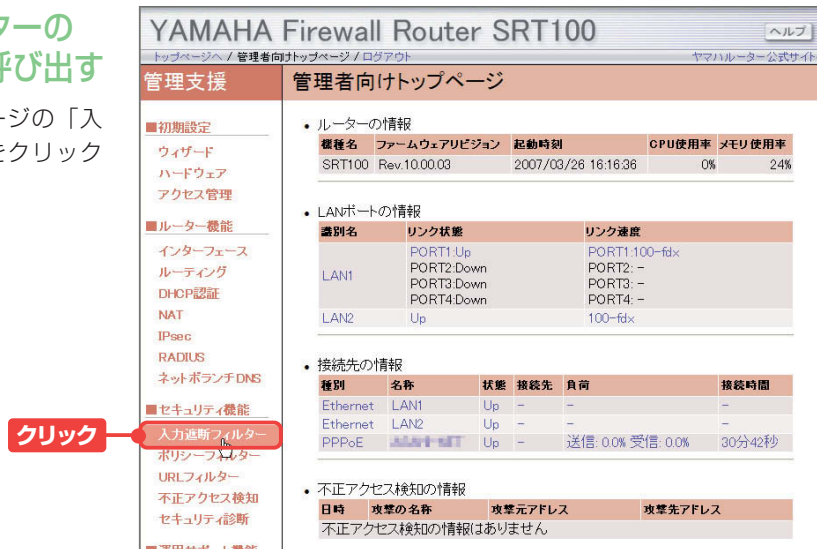 ターの
呼び出す
ージの「入
をクリック
YAMAHA Firewall Router SRT100
ヘルプ
トップページへ / 管理者向けトップページ / ログアウト
ヤマハルーター公式サイト
管理支援
管理者向けトップページ
■初期設定
ウィザード
ハードウェア
アクセス管理
■ルーター機能
インターフェース
ルーティング
DHCP認証
NAT
IPsec
RADIUS
ネットボランチDNS
■セキュリティ機能
クリック
入力遮断フィルター
ポリシーフィルター
URLフィルター
不正アクセス検知
セキュリティ診断
■運用サポート機能
• ルーターの情報
機種名 ファームウェアリビジョン 起動時刻 CPU使用率 メモリ使用率
SRT100 Rev.10.00.03 2007/03/26 16:16:36 0% 24%
• LANポートの情報
識別名 リンク状態 リンク速度
PORT1:Up PORT1:100-fdx
PORT2:Down PORT2: -
LAN1
PORT3:Down PORT3: -
PORT4:Down PORT4: -
LAN2 Up 100-fdx
• 接続先の情報
種別 名称 状態 接続先 負荷 接続時間
Ethernet LAN1 Up - - -
Ethernet LAN2 Up - - -
PPPoE Up - 送信: 0.0% 受信: 0.0% 30分42秒
• 不正アクセス検知の情報
日時 攻撃の名称 攻撃元アドレス 攻撃先アドレス
不正アクセス検知の情報はありません